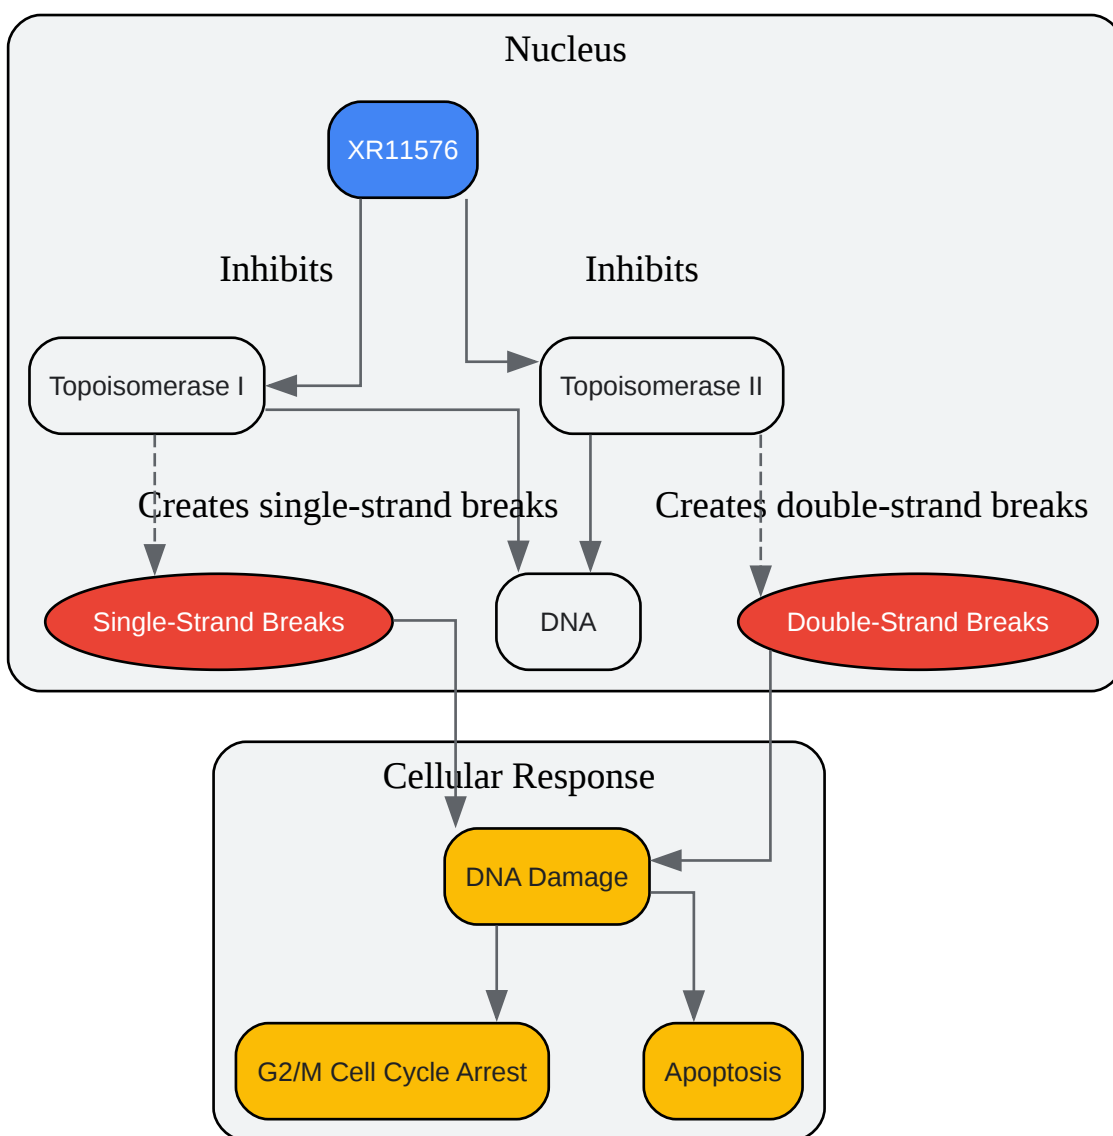 Nucleus
XR11576
Inhibits
Inhibits
Topoisomerase I
Topoisomerase II
Creates single-strand breaks
Creates double-strand breaks
Single-Strand Breaks
DNA
Double-Strand Breaks
Cellular Response
DNA Damage
G2/M Cell Cycle Arrest
Apoptosis